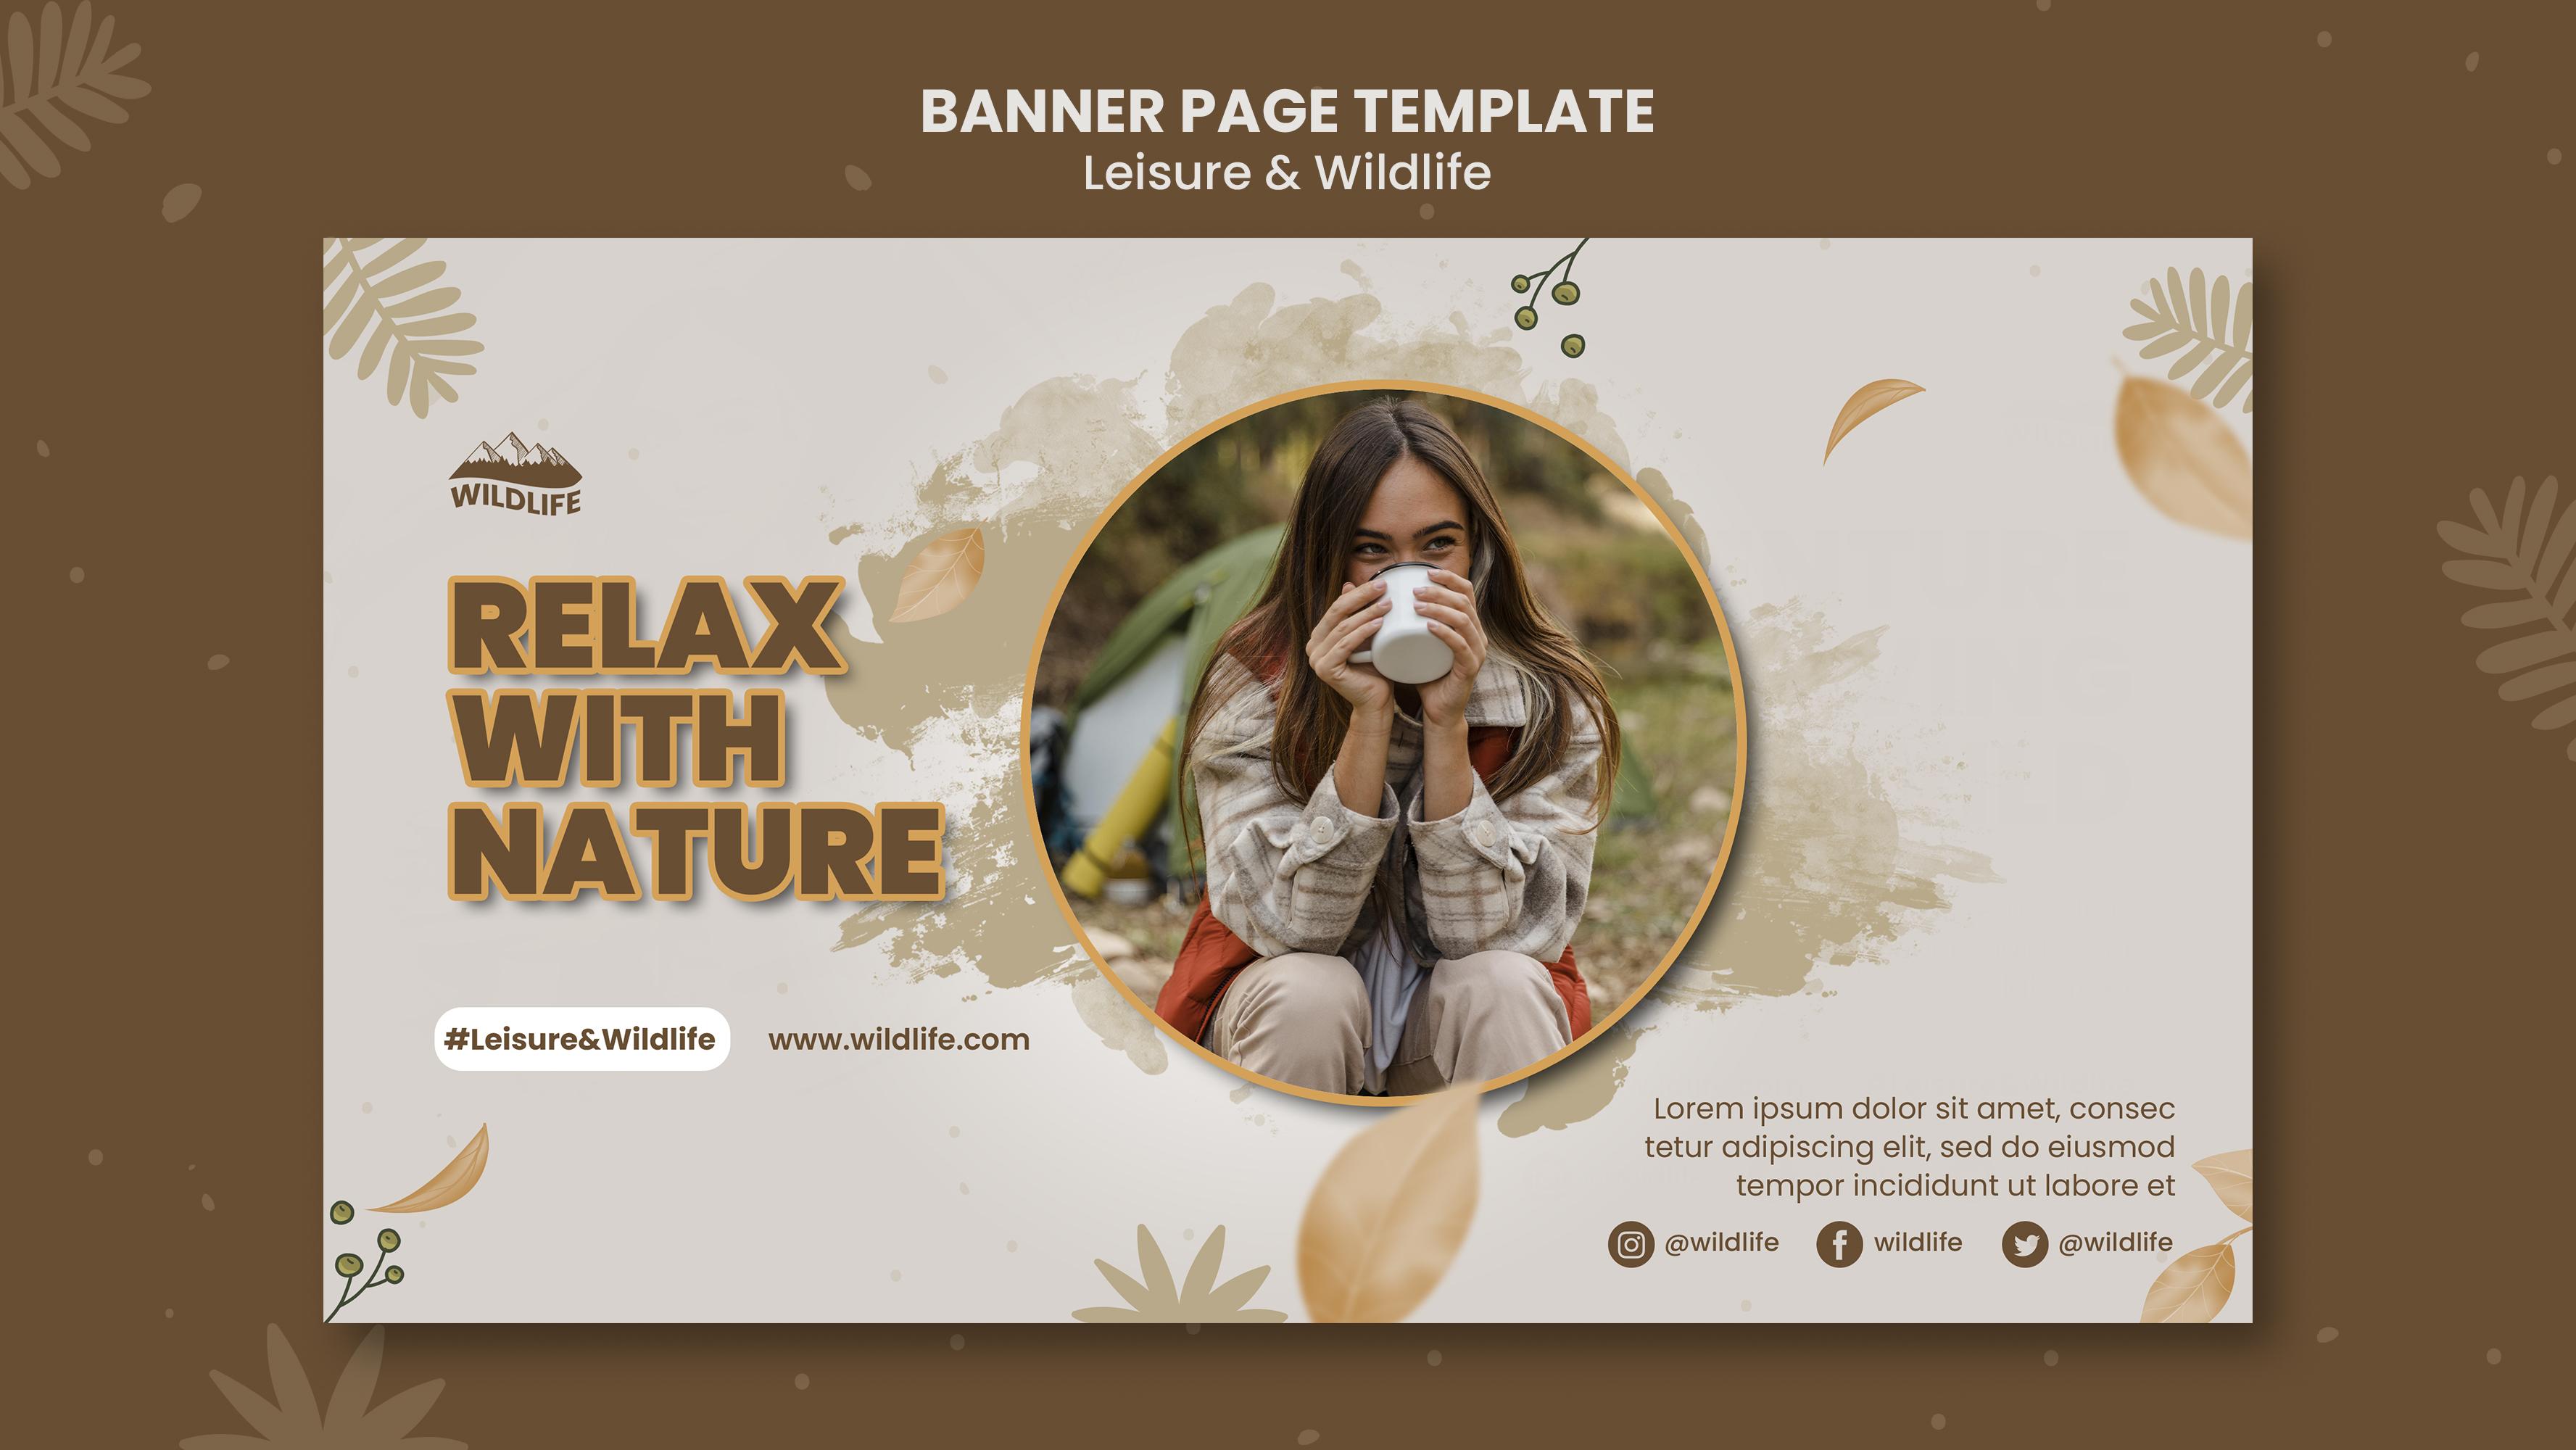 BANNER PAGE TEMPLATE
Leisure & Wildlife
WILDLIFE
RELAX
WITH
NATURE
#Leisure&Wildlife
www.wildlife.com
Lorem ipsum dolor sit amet, consec
tetur adipiscing elit, sed do eiusmod
tempor incididunt ut labore et
@wildlife
wildlife
@wildlife